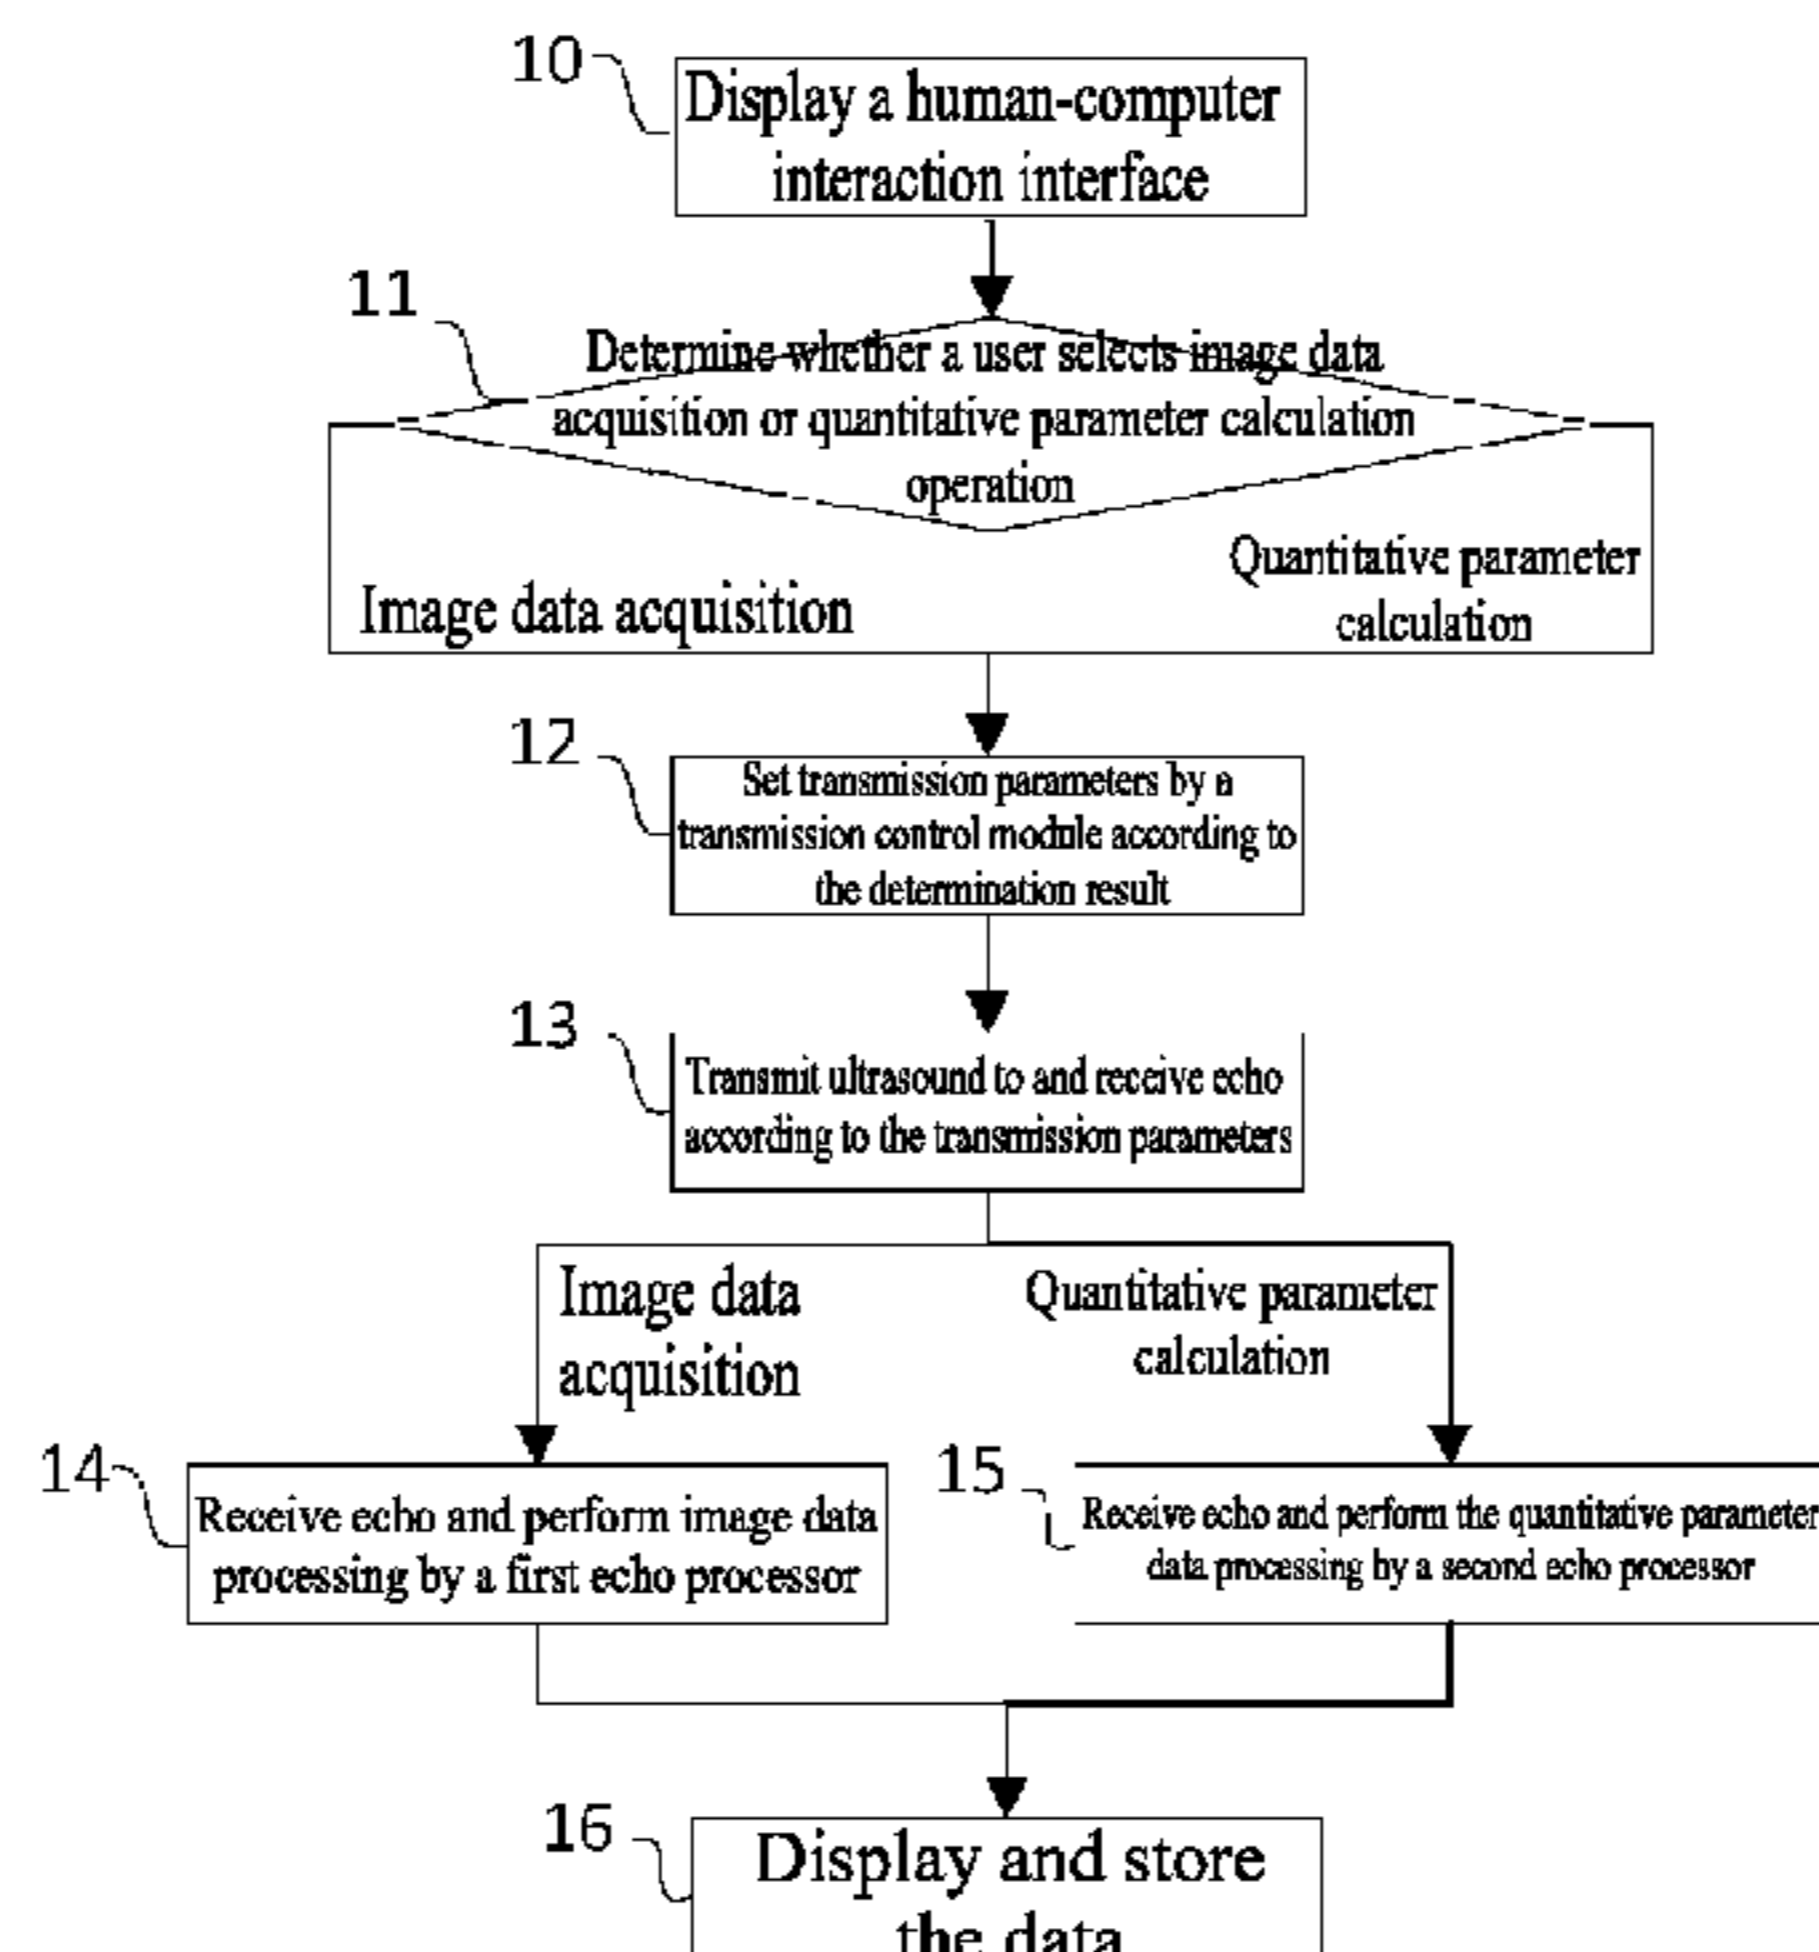 10
Display a human-computer
interaction interface
11
Determine whether a user selects image data
acquisition or quantitative parameter calculation
operation
Image data acquisition
Quantitative parameter
calculation
12
Set transmission parameters by a
transmission control module according to
the determination result
13
Transmit ultrasound to and receive echo
according to the transmission parameters
Image data
acquisition
Quantitative parameter
calculation
14
Receive echo and perform image data
processing by a first echo processor
15
Receive echo and perform the quantitative parameter
data processing by a second echo processor
16
Display and store
the data